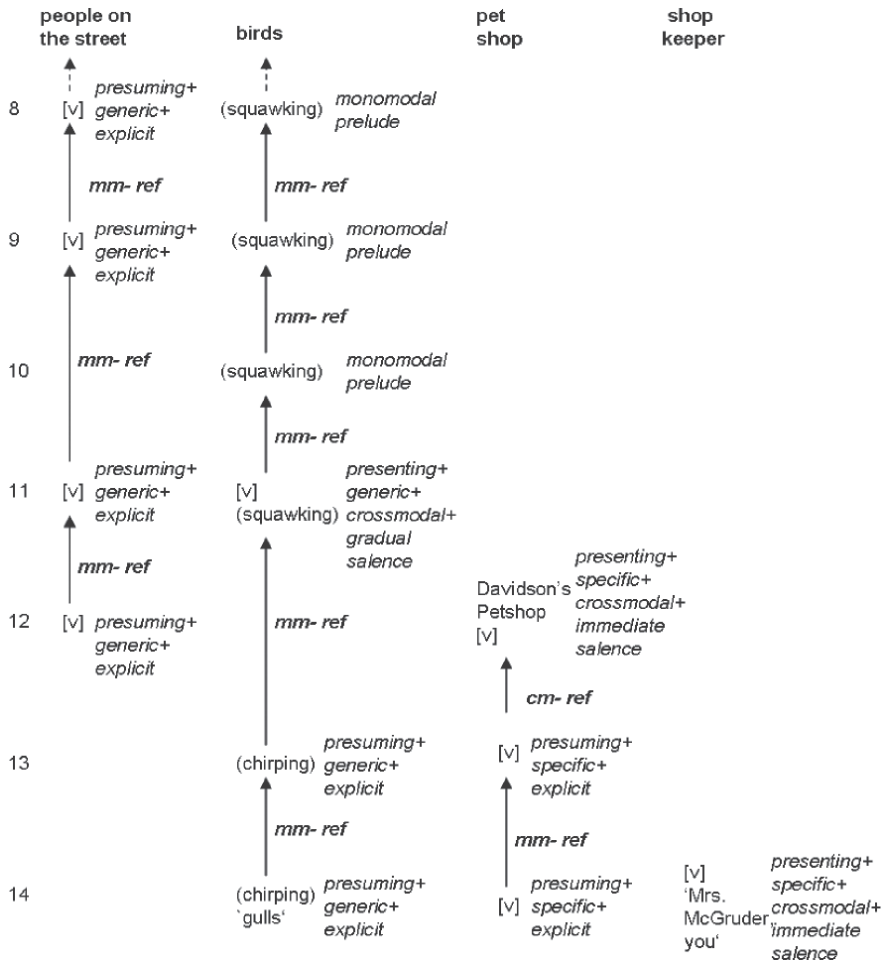 people on
the street
birds
pet
shop
shop
keeper
8
[v]
presuming+
generic+
explicit
(squawking)
monomodal
prelude
mm- ref
mm- ref
9
[v]
presuming+
generic+
explicit
(squawking)
monomodal
prelude
mm- ref
mm- ref
10
(squawking)
monomodal
prelude
mm- ref
11
[v]
presuming+
generic+
explicit
[v]
(squawking)
presenting+
generic+
crossmodal+
gradual
salence
mm- ref
mm- ref
12
[v]
presuming+
generic+
explicit
Davidson's
Petshop
[v]
presenting+
specific+
crossmodal+
immediate
salence
cm- ref
13
(chirping)
presuming+
generic+
explicit
[v]
presuming+
specific+
explicit
mm- ref
mm- ref
14
(chirping)
`gulls‘
presuming+
generic+
explicit
[v]
presuming+
specific+
explicit
[v]
'Mrs.
McGruder,
you‘
presenting+
specific+
crossmodal+
immediate
salence